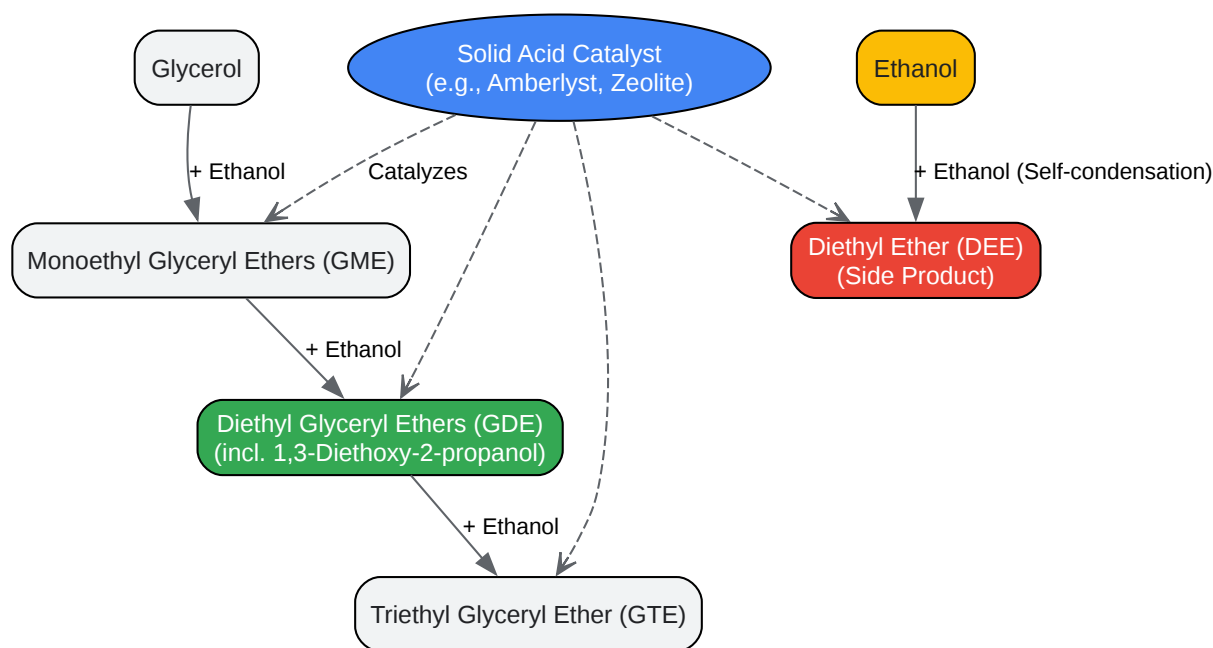 Glycerol
Solid Acid Catalyst
(e.g., Amberlyst, Zeolite)
Ethanol
+ Ethanol
Catalyzes
+ Ethanol (Self-condensation)
Monoethyl Glyceryl Ethers (GME)
Diethyl Ether (DEE)
(Side Product)
+ Ethanol
Diethyl Glyceryl Ethers (GDE)
(incl. 1,3-Diethoxy-2-propanol)
+ Ethanol
Triethyl Glyceryl Ether (GTE)